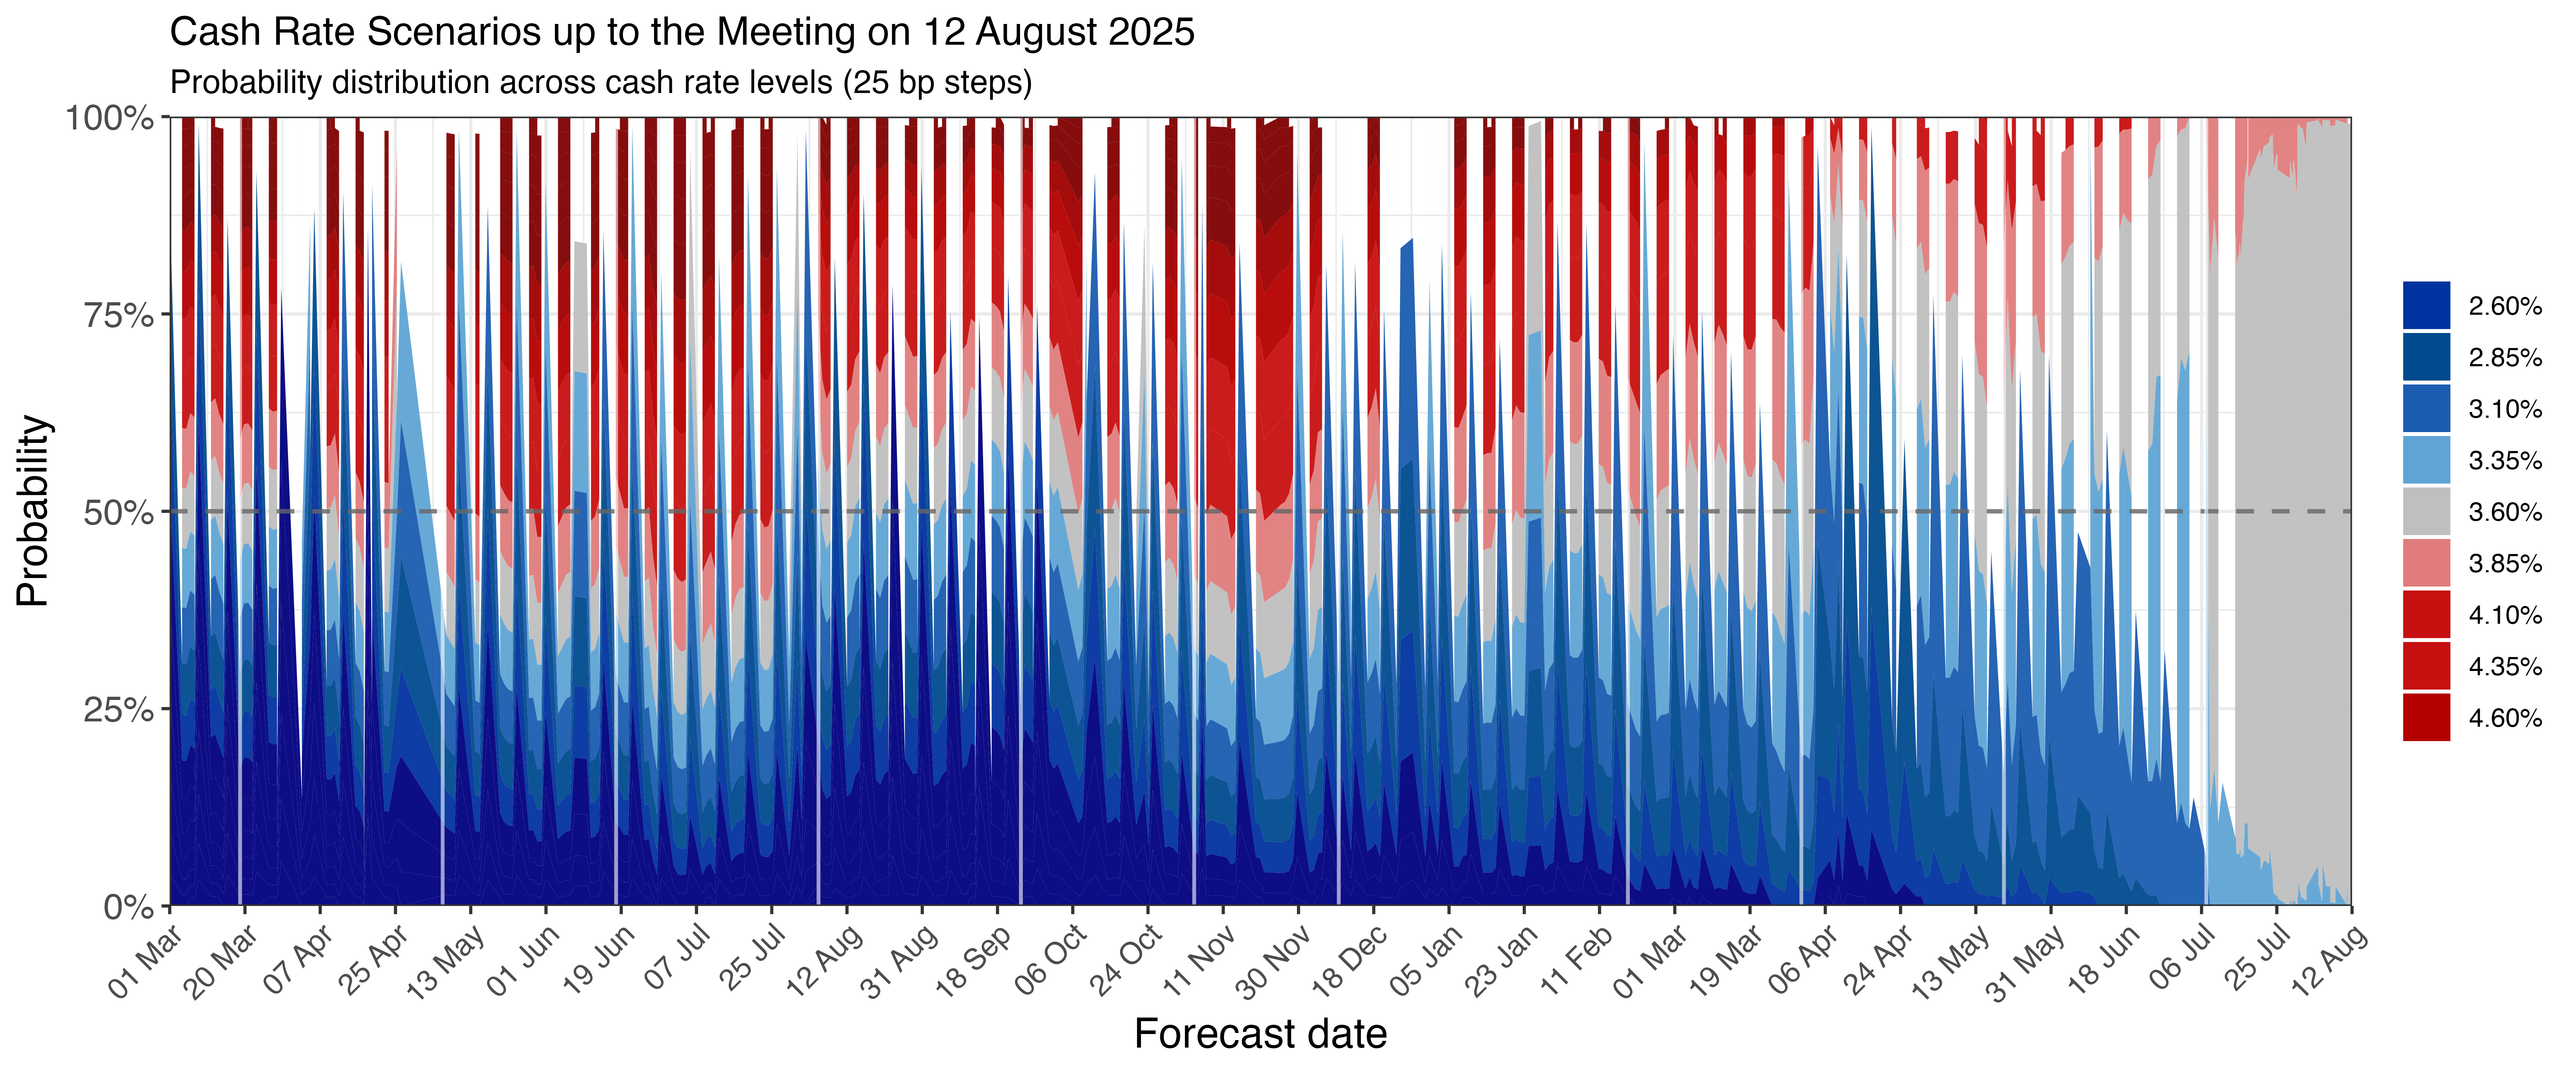 Cash Rate Scenarios up to the Meeting on 12 August 2025
Probability distribution across cash rate levels (25 bp steps)
100%
75%
50%
25%
0%
Probability
01 Mar
20 Mar
07 Apr
25 Apr
13 May
01 Jun
19 Jun
07 Jul
25 Jul
12 Aug
31 Aug
18 Sep
06 Oct
24 Oct
11 Nov
30 Nov
18 Dec
05 Jan
23 Jan
11 Feb
01 Mar
19 Mar
06 Apr
24 Apr
13 May
31 May
18 Jun
06 Jul
25 Jul
12 Aug
Forecast date
2.60%
2.85%
3.10%
3.35%
3.60%
3.85%
4.10%
4.35%
4.60%